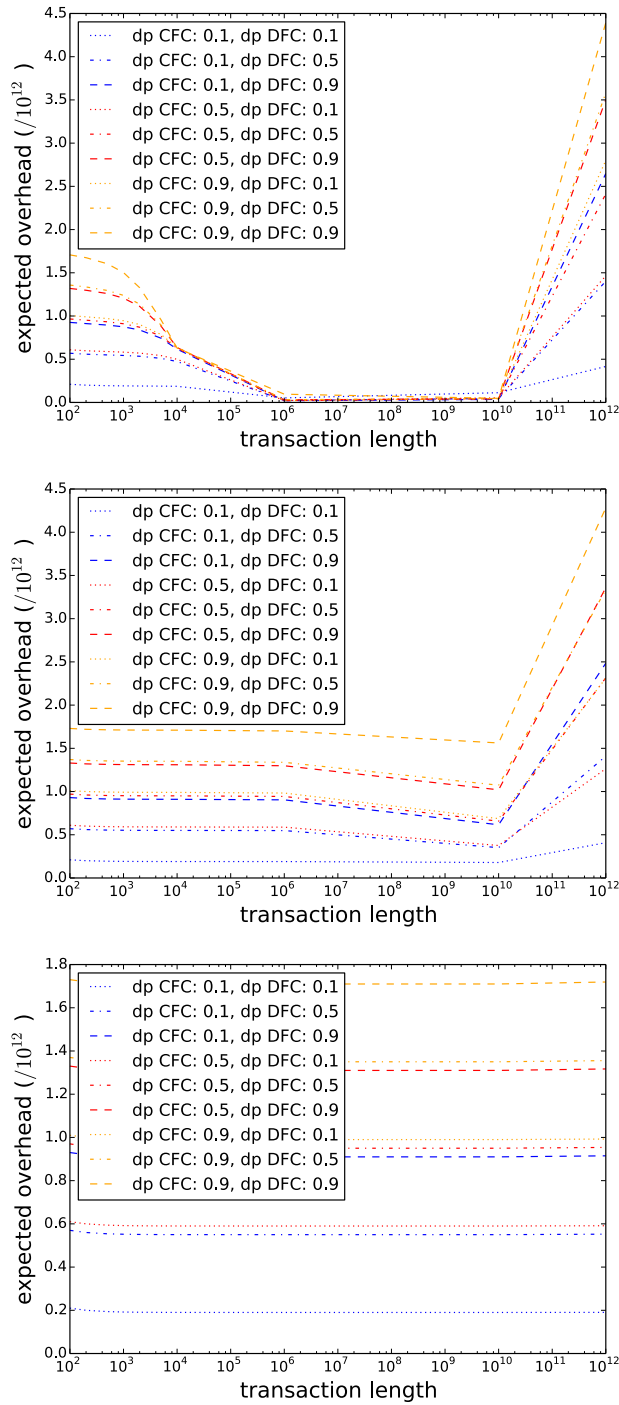 4.5
4.0
3.5
3.0
2.5
2.0
1.5
1.0
0.5
0.0
expected overhead (/10^12 )
dp CFC: 0.1, dp DFC: 0.1
dp CFC: 0.1, dp DFC: 0.5
dp CFC: 0.1, dp DFC: 0.9
dp CFC: 0.5, dp DFC: 0.1
dp CFC: 0.5, dp DFC: 0.5
dp CFC: 0.5, dp DFC: 0.9
dp CFC: 0.9, dp DFC: 0.1
dp CFC: 0.9, dp DFC: 0.5
dp CFC: 0.9, dp DFC: 0.9
10^2 10^3 10^4 10^5 10^6 10^7 10^8 10^9 10^10 10^11 10^12
transaction length
4.5
4.0
3.5
3.0
2.5
2.0
1.5
1.0
0.5
0.0
expected overhead (/10^12 )
dp CFC: 0.1, dp DFC: 0.1
dp CFC: 0.1, dp DFC: 0.5
dp CFC: 0.1, dp DFC: 0.9
dp CFC: 0.5, dp DFC: 0.1
dp CFC: 0.5, dp DFC: 0.5
dp CFC: 0.5, dp DFC: 0.9
dp CFC: 0.9, dp DFC: 0.1
dp CFC: 0.9, dp DFC: 0.5
dp CFC: 0.9, dp DFC: 0.9
10^2 10^3 10^4 10^5 10^6 10^7 10^8 10^9 10^10 10^11 10^12
transaction length
1.8
1.6
1.4
1.2
1.0
0.8
0.6
0.4
0.2
0.0
expected overhead (/10^12 )
dp CFC: 0.1, dp DFC: 0.1
dp CFC: 0.1, dp DFC: 0.5
dp CFC: 0.1, dp DFC: 0.9
dp CFC: 0.5, dp DFC: 0.1
dp CFC: 0.5, dp DFC: 0.5
dp CFC: 0.5, dp DFC: 0.9
dp CFC: 0.9, dp DFC: 0.1
dp CFC: 0.9, dp DFC: 0.5
dp CFC: 0.9, dp DFC: 0.9
10^2 10^3 10^4 10^5 10^6 10^7 10^8 10^9 10^10 10^11 10^12
transaction length